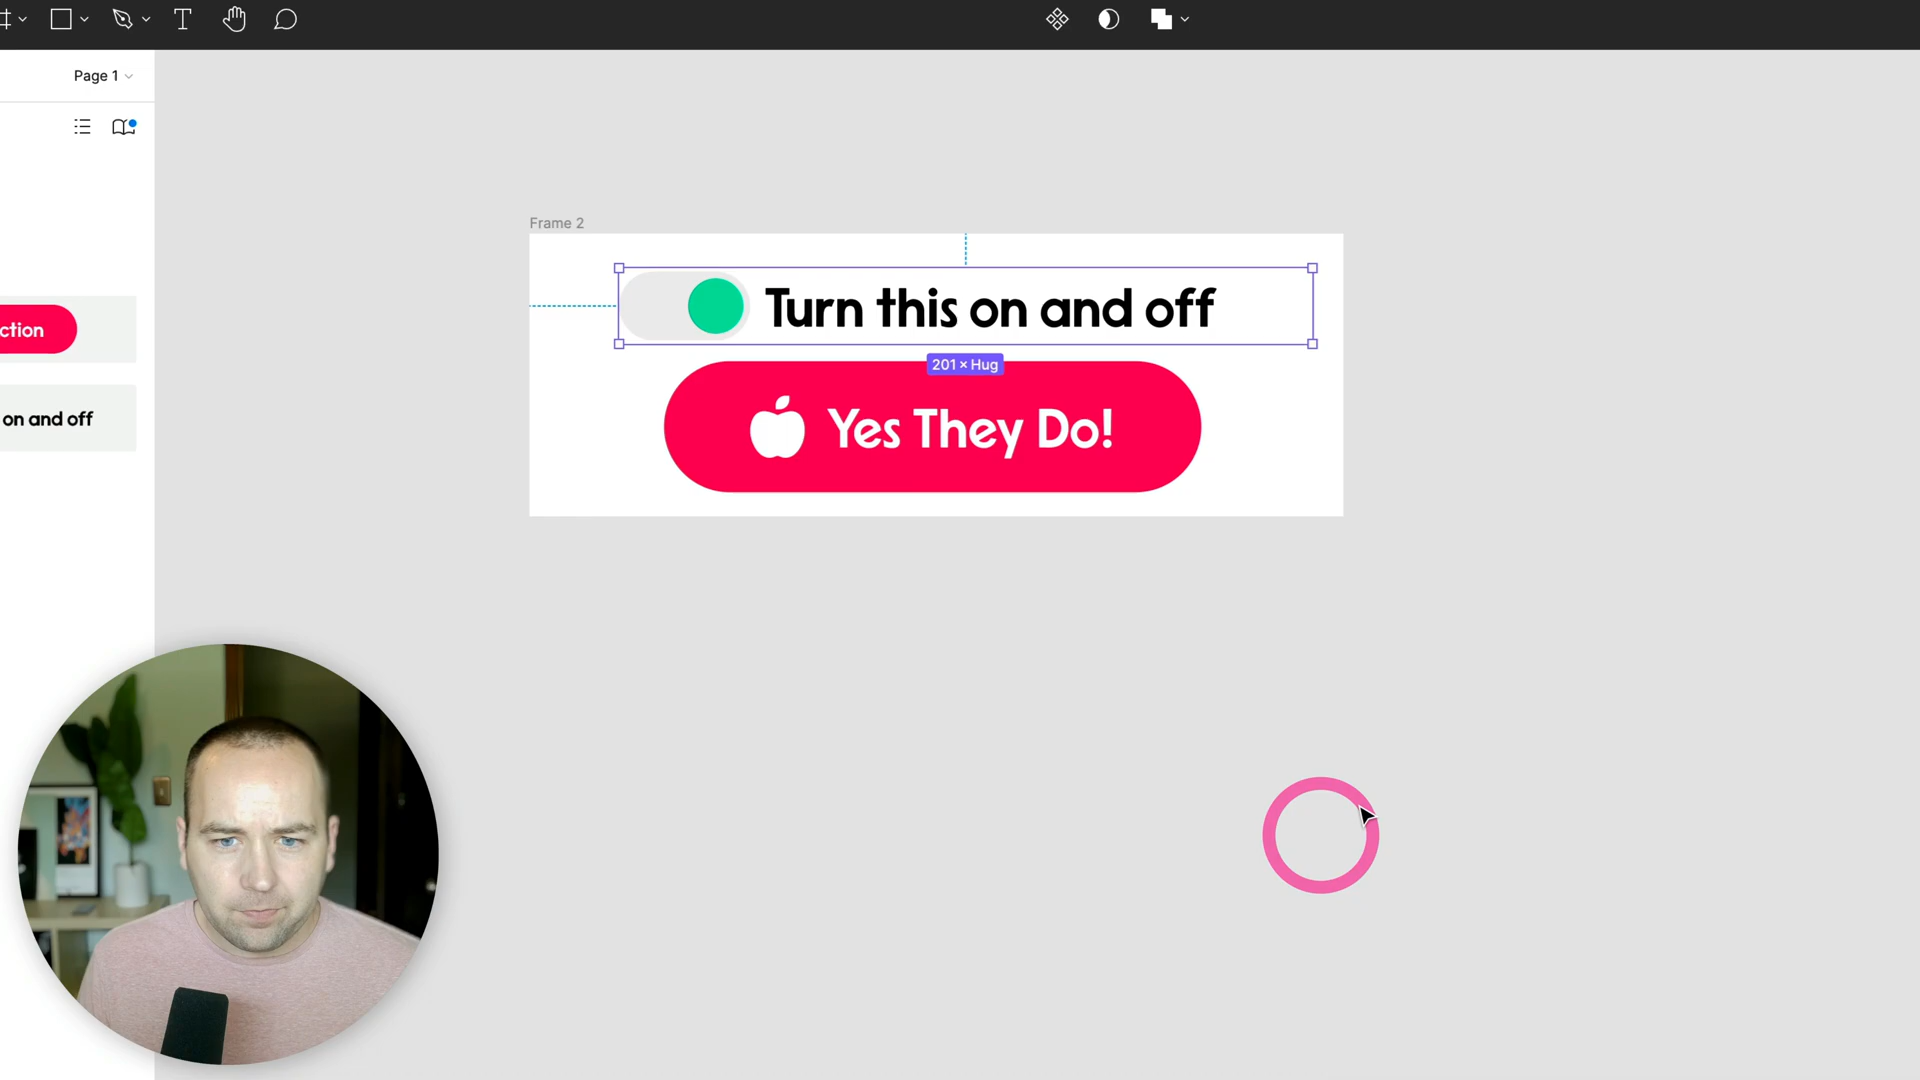 Page 1
ction
on and off
Frame 2
Turn this on and off
201 × Hug
Yes They Do!